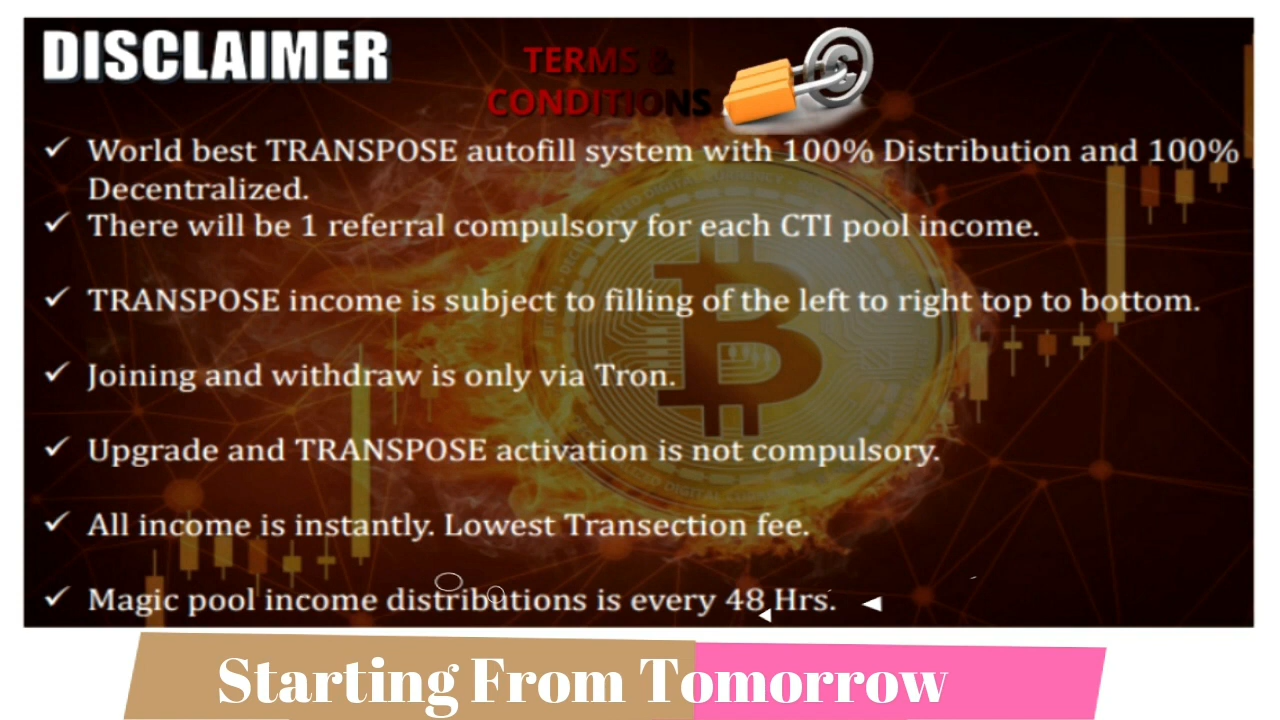 DISCLAIMER
TERMS &
CONDITIONS
✓ World best TRANSPOSE autofill system with 100% Distribution and 100%
Decentralized.
✓ There will be 1 referral compulsory for each CTI pool income.
✓ TRANSPOSE income is subject to filling of the left to right top to bottom.
✓ Joining and withdraw is only via Tron.
✓ Upgrade and TRANSPOSE activation is not compulsory.
✓ All income is instantly. Lowest Transection fee.
✓ Magic pool income distributions is every 48 Hrs.
Starting From Tomorrow